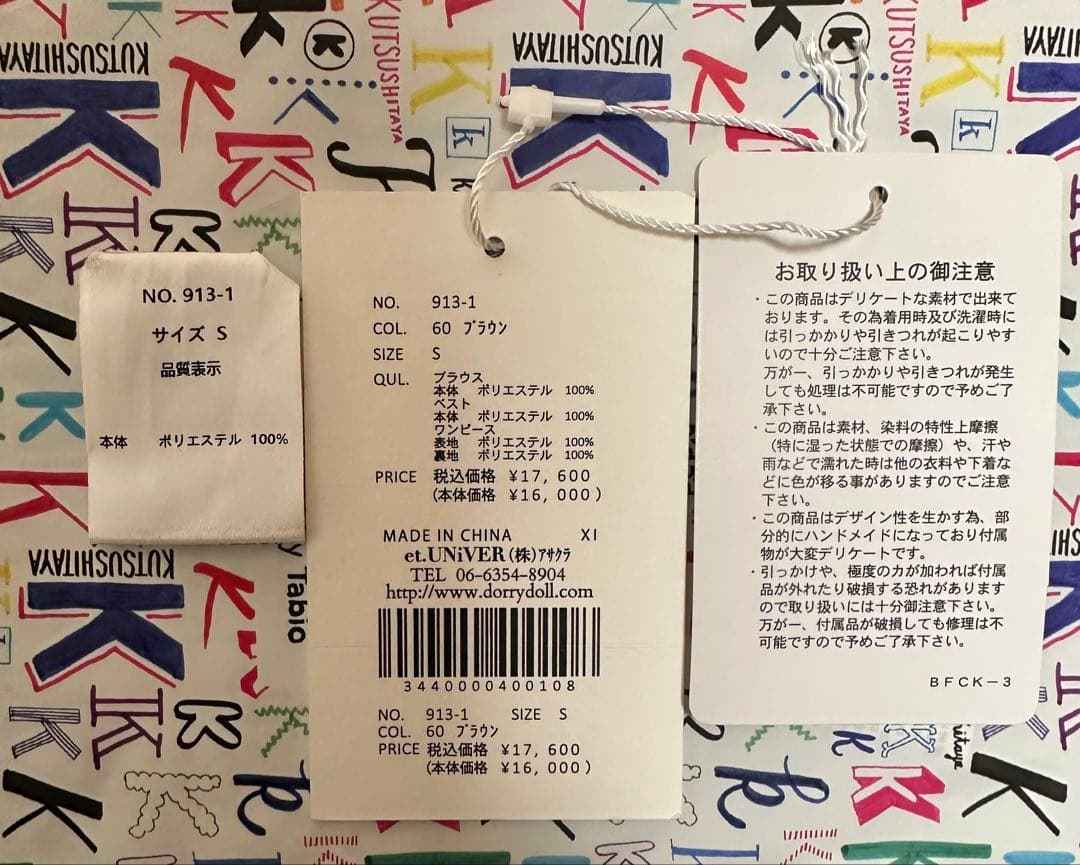 NO. 913-1
サイズ S
品質表示
本体 ポリエステル 100%
NO. 913-1
COL. 60 ブラウン
SIZE S
QUL. ブラウス
本体 ポリエステル 100%
ベスト
本体 ポリエステル 100%
ワンピース
表地 ポリエステル 100%
裏地 ポリエステル 100%
PRICE 税込価格 ¥17,600
(本体価格 ¥16,000)
MADE IN CHINA XI
et.UNiVER(株)アサクラ
TEL 06-6354-8904
http://www.dorrydoll.com
3440000400108
NO. 913-1 SIZE S
COL. 60 ブラウン
PRICE 税込価格 ¥17,600
(本体価格 ¥16,000)
お取り扱い上の御注意
・この商品はデリケートな素材で出来て
おります。その為着用時及び洗濯時に
は引っかかりや引きつれが起こりやす
いので十分ご注意下さい。
万が一、引っかかりや引きつれが発生
しても処理は不可能ですので予めご了
承下さい。
・この商品は素材、染料の特性上摩擦
（特に湿った状態での摩擦）や、汗や
雨などで濡れた時は他の衣料や下着な
どに色が移る事がありますのでご注意
下さい。
・この商品はデザイン性を生かす為、部
分的にハンドメイドになっており付属
物が大変デリケートです。
・引っかけや、極度の力が加われば付属
品が外れたり破損する恐れがあります
ので取り扱いには十分御注意下さい。
万が一、付属品が破損しても修理は不
可能ですので予めご了承下さい。
BFCK-3
KUTSUSHITAYA
KUTSUSHITAYA
KUTSUSHITAYA
KUTSUSHITAYA
KUTSUSHITAYA
y Tabio